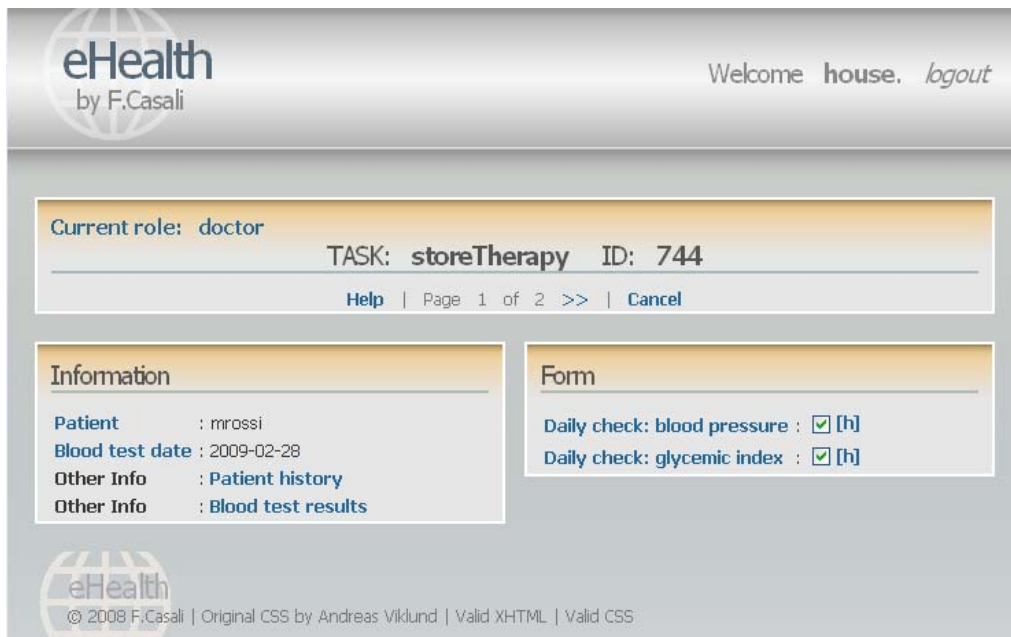 eHealth
by F.Casali
Welcome house. logout
Current role: doctor
TASK: storeTherapy ID: 744
Help | Page 1 of 2 >> | Cancel
Information
Patient : mrossi
Blood test date : 2009-02-28
Other Info : Patient history
Other Info : Blood test results
Form
Daily check: blood pressure : [h]
Daily check: glycemic index : [h]
eHealth
© 2008 F.Casali | Original CSS by Andreas Viklund | Valid XHTML | Valid CSS